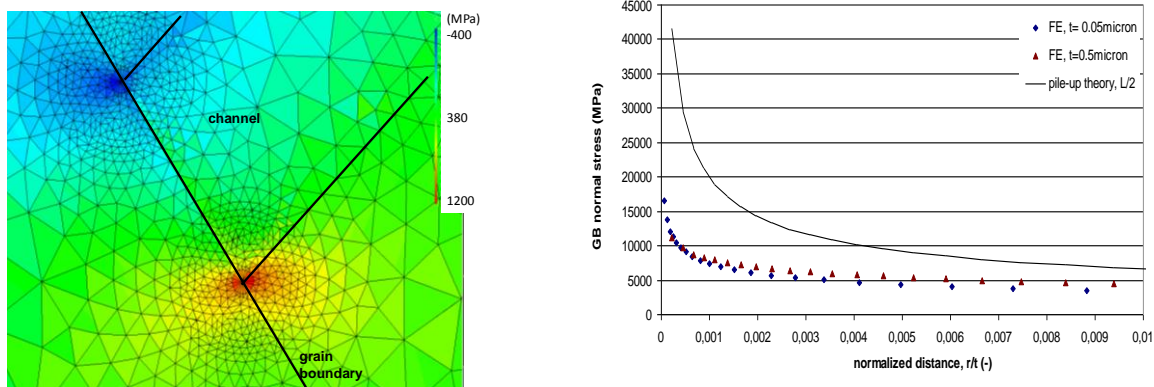 (MPa)
-400
380
1200
channel
grain
boundary
45000
40000
35000
30000
25000
20000
15000
10000
5000
0
GB normal stress (MPa)
FE, t= 0.05micron
FE, t=0.5micron
pile-up theory, L/2
0
0,001
0,002
0,003
0,004
0,005
0,006
0,007
0,008
0,009
0,01
normalized distance, r/t (-)